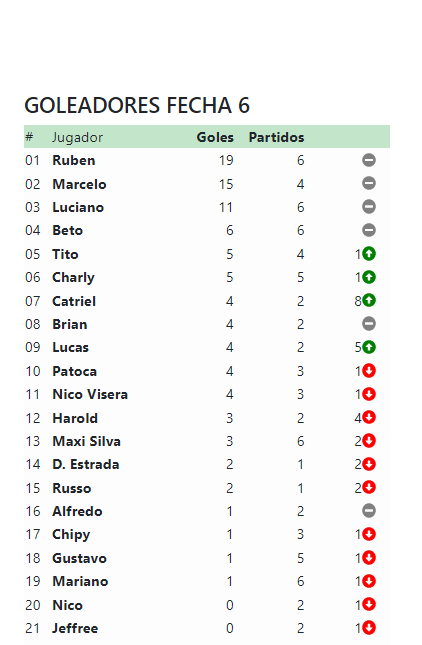 GOLEADORES FECHA 6
# Jugador Goles Partidos
01 Ruben 19 6
02 Marcelo 15 4
03 Luciano 11 6
04 Beto 6 6
05 Tito 5 4 1
06 Charly 5 5 1
07 Catriel 4 2 8
08 Brian 4 2
09 Lucas 4 2 5
10 Patoca 4 3 1
11 Nico Visera 4 3 1
12 Harold 3 2 4
13 Maxi Silva 3 6 2
14 D. Estrada 2 1 2
15 Russo 2 1 2
16 Alfredo 1 2
17 Chipy 1 3 1
18 Gustavo 1 5 1
19 Mariano 1 6 1
20 Nico 0 2 1
21 Jeffree 0 2 1